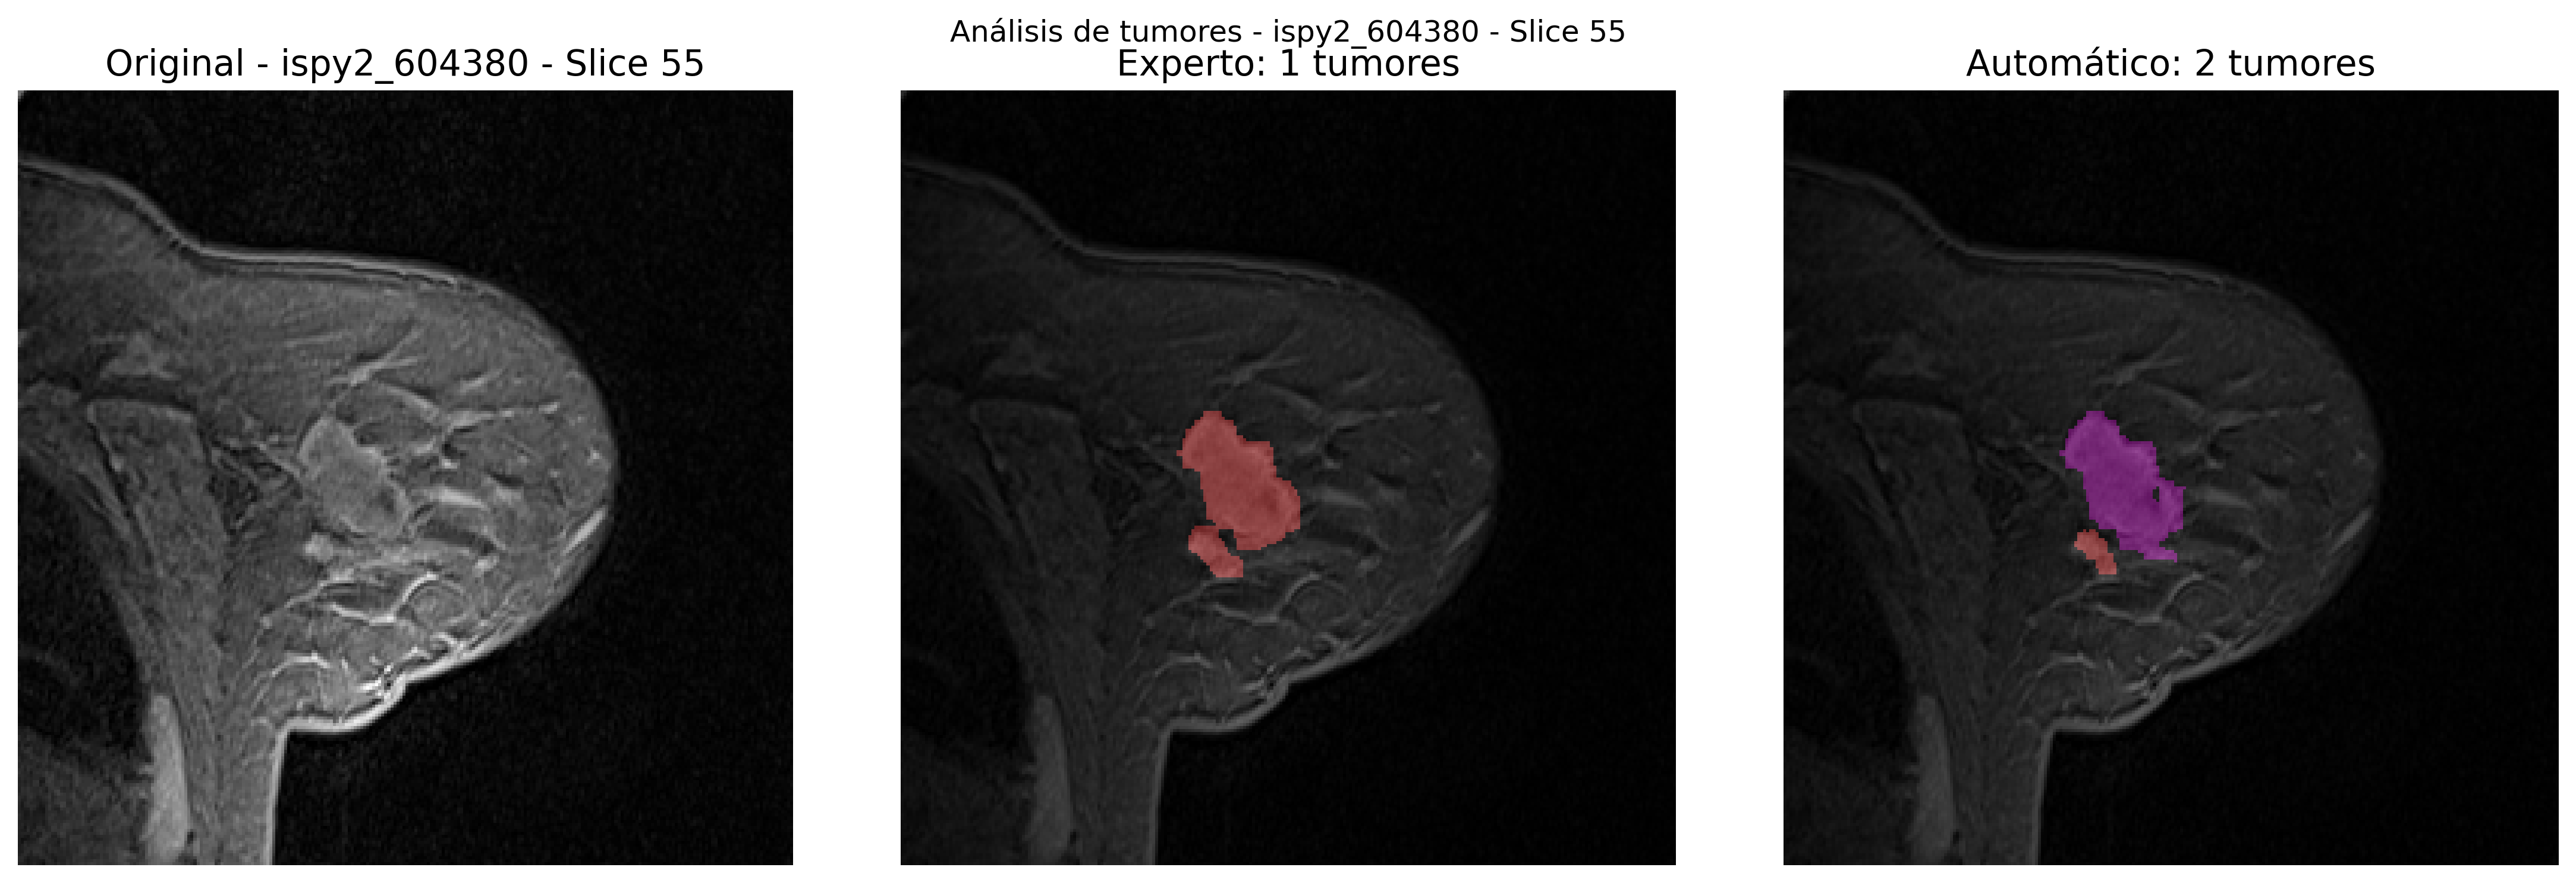 Análisis de tumores - ispy2_604380 - Slice 55
Original - ispy2_604380 - Slice 55
Experto: 1 tumores
Automático: 2 tumores